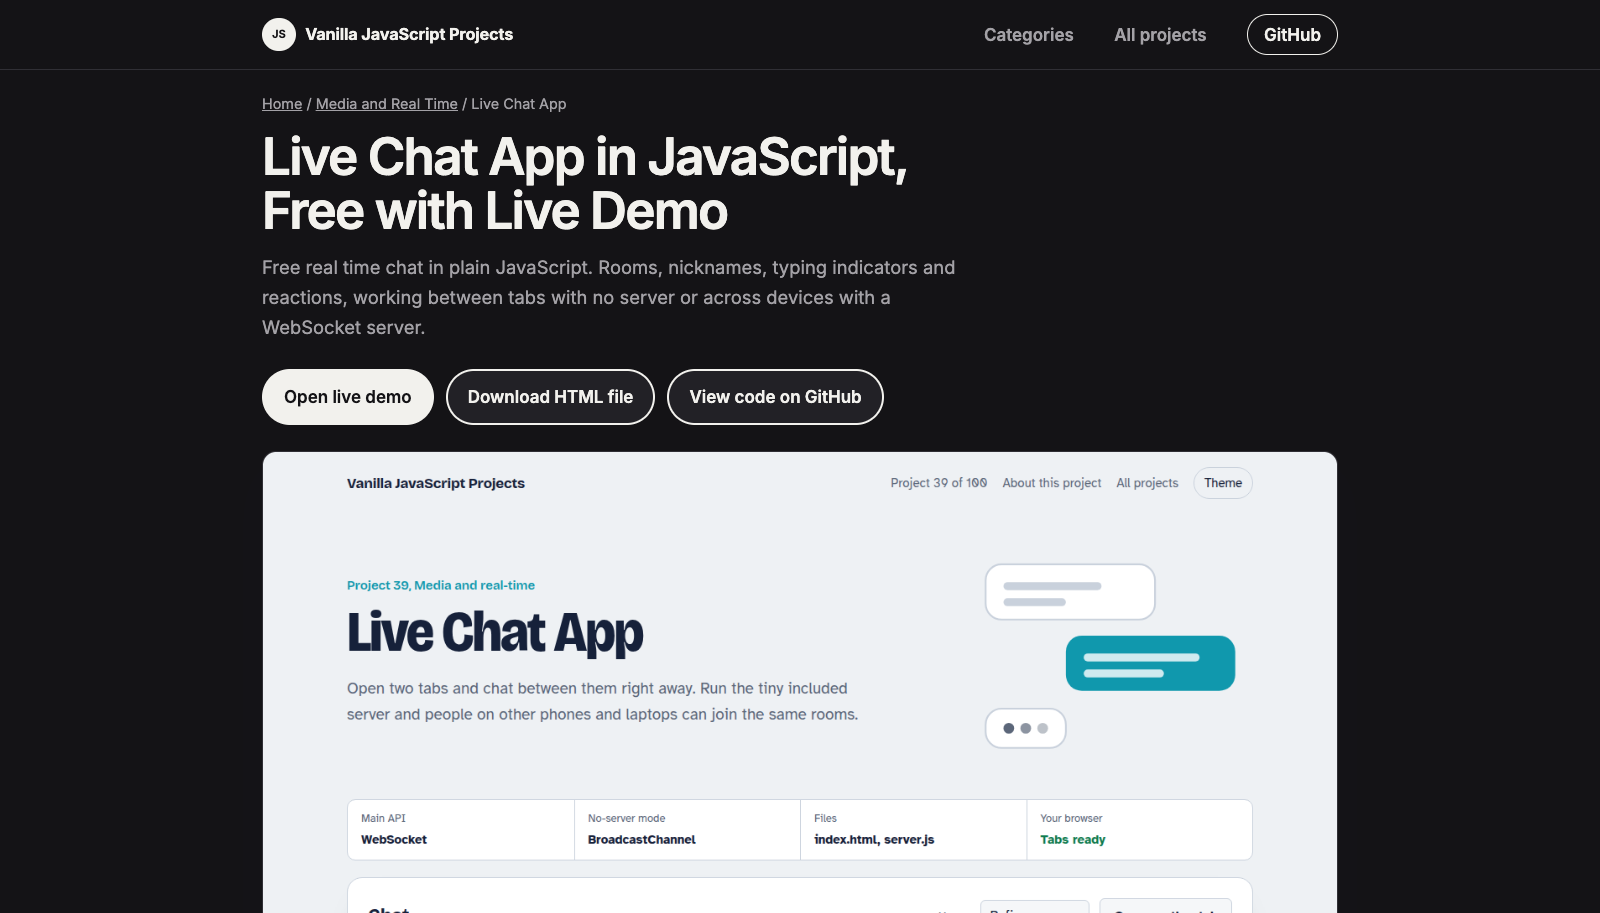 JS
Vanilla JavaScript Projects
Categories
All projects
GitHub
Home / Media and Real Time / Live Chat App
Live Chat App in JavaScript,
Free with Live Demo
Free real time chat in plain JavaScript. Rooms, nicknames, typing indicators and
reactions, working between tabs with no server or across devices with a
WebSocket server.
Open live demo
Download HTML file
View code on GitHub
Vanilla JavaScript Projects
Project 39 of 100
About this project
All projects
Theme
Project 39, Media and real-time
Live Chat App
Open two tabs and chat between them right away. Run the tiny included
server and people on other phones and laptops can join the same rooms.
Main API
WebSocket
No-server mode
BroadcastChannel
Files
index.html, server.js
Your browser
Tabs ready
Chat